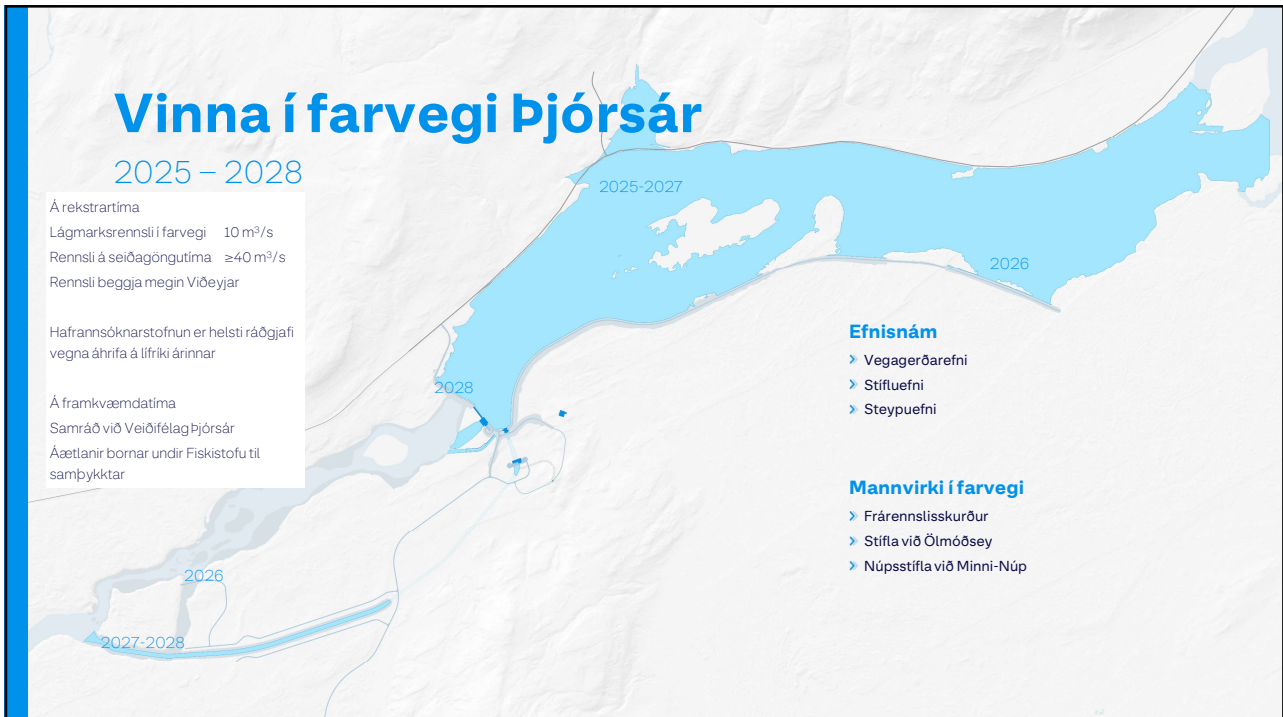 Vinna í farvegi Þjórsár
2025 – 2028
Á rekstrartíma
Lágmarksrennsli í farvegi 10 m³/s
Rennsli á seiðagöngutíma ≥40 m³/s
Rennsli beggja megin Viðeyjar
Hafrannsóknarstofnun er helsti ráðgjafi
vegna áhrifa á lífríki árinnar
Á framkvæmdatíma
Samráð við Veiðifélag Þjórsár
Áætlanir bornar undir Fiskistofu til
samþykktar
2025-2027
2026
2028
2026
2027-2028
Efnisnám
Vegagerðarefni
Stífluefni
Steypuefni
Mannvirki í farvegi
Frárennslisskurður
Stífla við Ölmóðsey
Núpsstífla við Minni-Núp